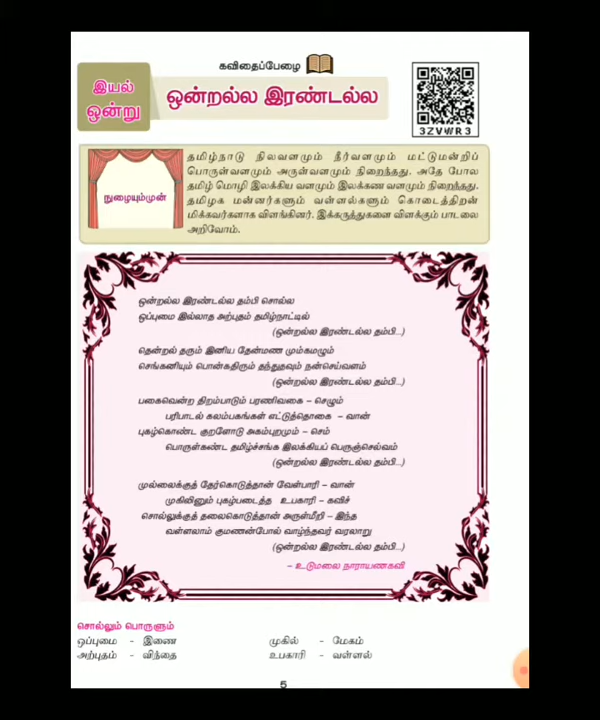 கவிதைப்பேழை
இயல் ஒன்று
ஒன்றல்ல இரண்டல்ல
3ZVWR3
நுழையும்முன்
தமிழ்நாடு நிலவளமும் நீர்வளமும் மட்டுமன்றிப்
பொருள்வளமும் அருள்வளமும் நிறைந்தது. அதே போல
தமிழ் மொழி இலக்கிய வளமும் இலக்கண வளமும் நிறைந்தது.
தமிழக மன்னர்களும் வள்ளல்களும் கொடைத்திறன்
மிக்கவர்களாக விளங்கினர். இக்கருத்துகளை விளக்கும் பாடலை
அறிவோம்.
ஒன்றல்ல இரண்டல்ல தம்பி சொல்ல
ஒப்புமை இல்லாத அற்புதம் தமிழ்நாட்டில்
(ஒன்றல்ல இரண்டல்ல தம்பி...)
தென்றல் தரும் இனிய தேன்மண மும்கமழும்
செங்கனியும் பொன்கதிரும் தந்துதவும் நன்செய்வளம்
(ஒன்றல்ல இரண்டல்ல தம்பி...)
பகைவென்ற திறம்பாடும் பரணிவகை – செழும்
பரிபாடல் கலம்பகங்கள் எட்டுத்தொகை – வான்
புகழ்கொண்ட குறளோடு அகம்புறமும் – செம்
பொருள்கண்ட தமிழ்ச்சங்க இலக்கியப் பெருஞ்செல்வம்
(ஒன்றல்ல இரண்டல்ல தம்பி...)
முல்லைக்குத் தேர்கொடுத்தான் வேள்பாரி – வான்
முகிலினும் புகழ்படைத்த உபகாரி – கவிச்
சொல்லுக்குத் தலைகொடுத்தான் அருள்மீறி – இந்த
வள்ளலாம் குமணன்போல் வாழ்ந்தவர் வரலாறு
(ஒன்றல்ல இரண்டல்ல தம்பி...)
– உடுமலை நாராயணகவி
சொல்லும் பொருளும்
ஒப்புமை - இணை முகில் - மேகம்
அற்புதம் - விந்தை உபகாரி - வள்ளல்
5